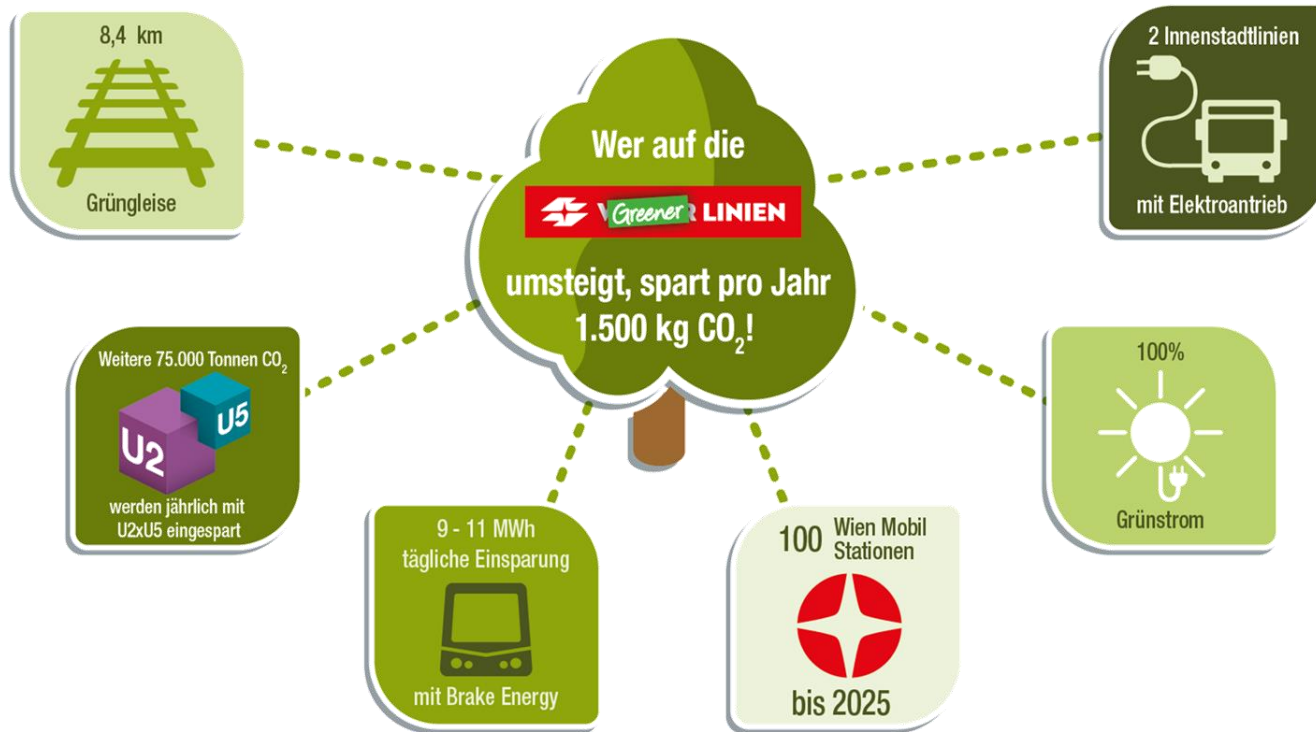 8,4 km
Grüngleise
Wer auf die
Greener LINIEN
umsteigt, spart pro Jahr
1.500 kg CO₂!
2 Innenstadtlinien
mit Elektroantrieb
Weitere 75.000 Tonnen CO₂
U2
U5
werden jährlich mit
U2xU5 eingespart
100%
Grünstrom
9 - 11 MWh
tägliche Einsparung
mit Brake Energy
100 Wien Mobil
Stationen
bis 2025